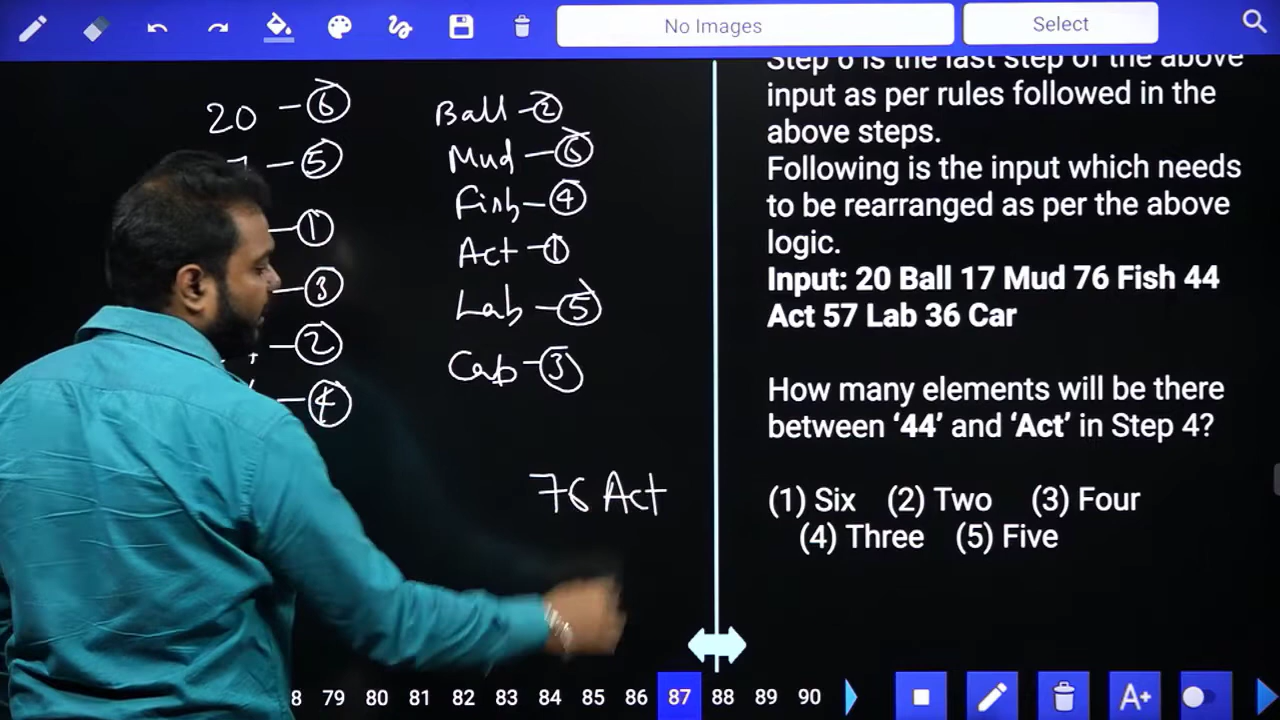 No Images
Select
20 - 6
- 5
- 1
- 3
- 2
- 4
Ball - 2
Mud - 6
Fish - 4
Act - 1
Lab - 5
Cab - 3
76 Act
Step 6 is the last step of the above
input as per rules followed in the
above steps.
Following is the input which needs
to be rearranged as per the above
logic.
Input: 20 Ball 17 Mud 76 Fish 44
Act 57 Lab 36 Car
How many elements will be there
between ‘44’ and ‘Act’ in Step 4?
(1) Six (2) Two (3) Four
(4) Three (5) Five
8 79 80 81 82 83 84 85 86 87 88 89 90
A+